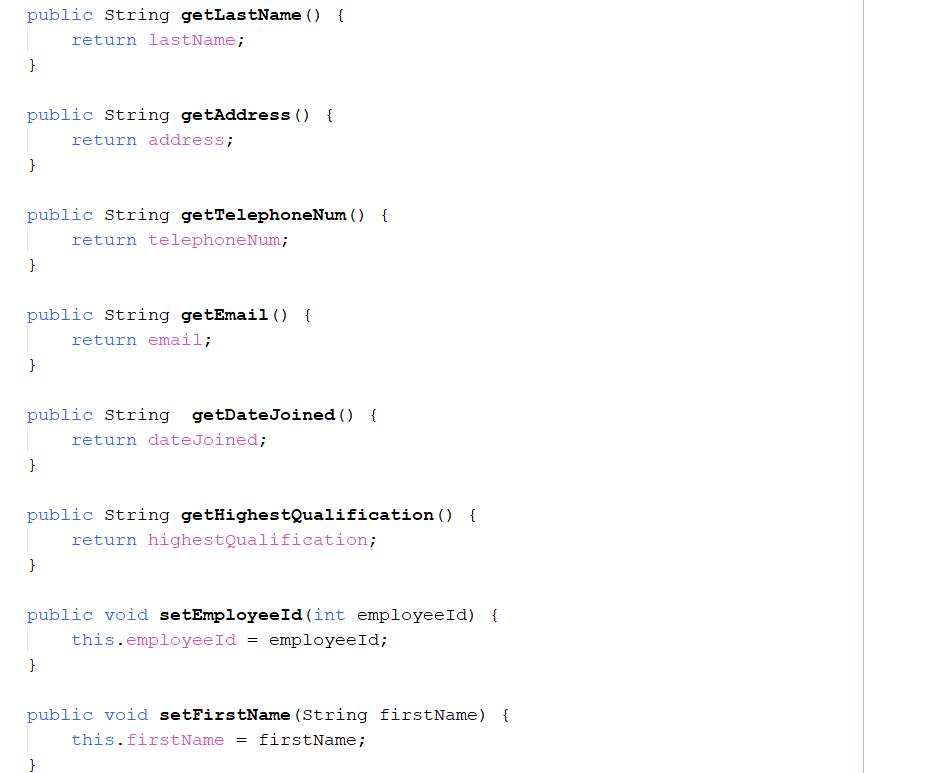 public String getLastName() {
    return lastName;
}

public String getAddress() {
    return address;
}

public String getTelephoneNum() {
    return telephoneNum;
}

public String getEmail() {
    return email;
}

public String  getDateJoined() {
    return dateJoined;
}

public String getHighestQualification() {
    return highestQualification;
}

public void setEmployeeId(int employeeId) {
    this.employeeId = employeeId;
}

public void setFirstName(String firstName) {
    this.firstName = firstName;
}